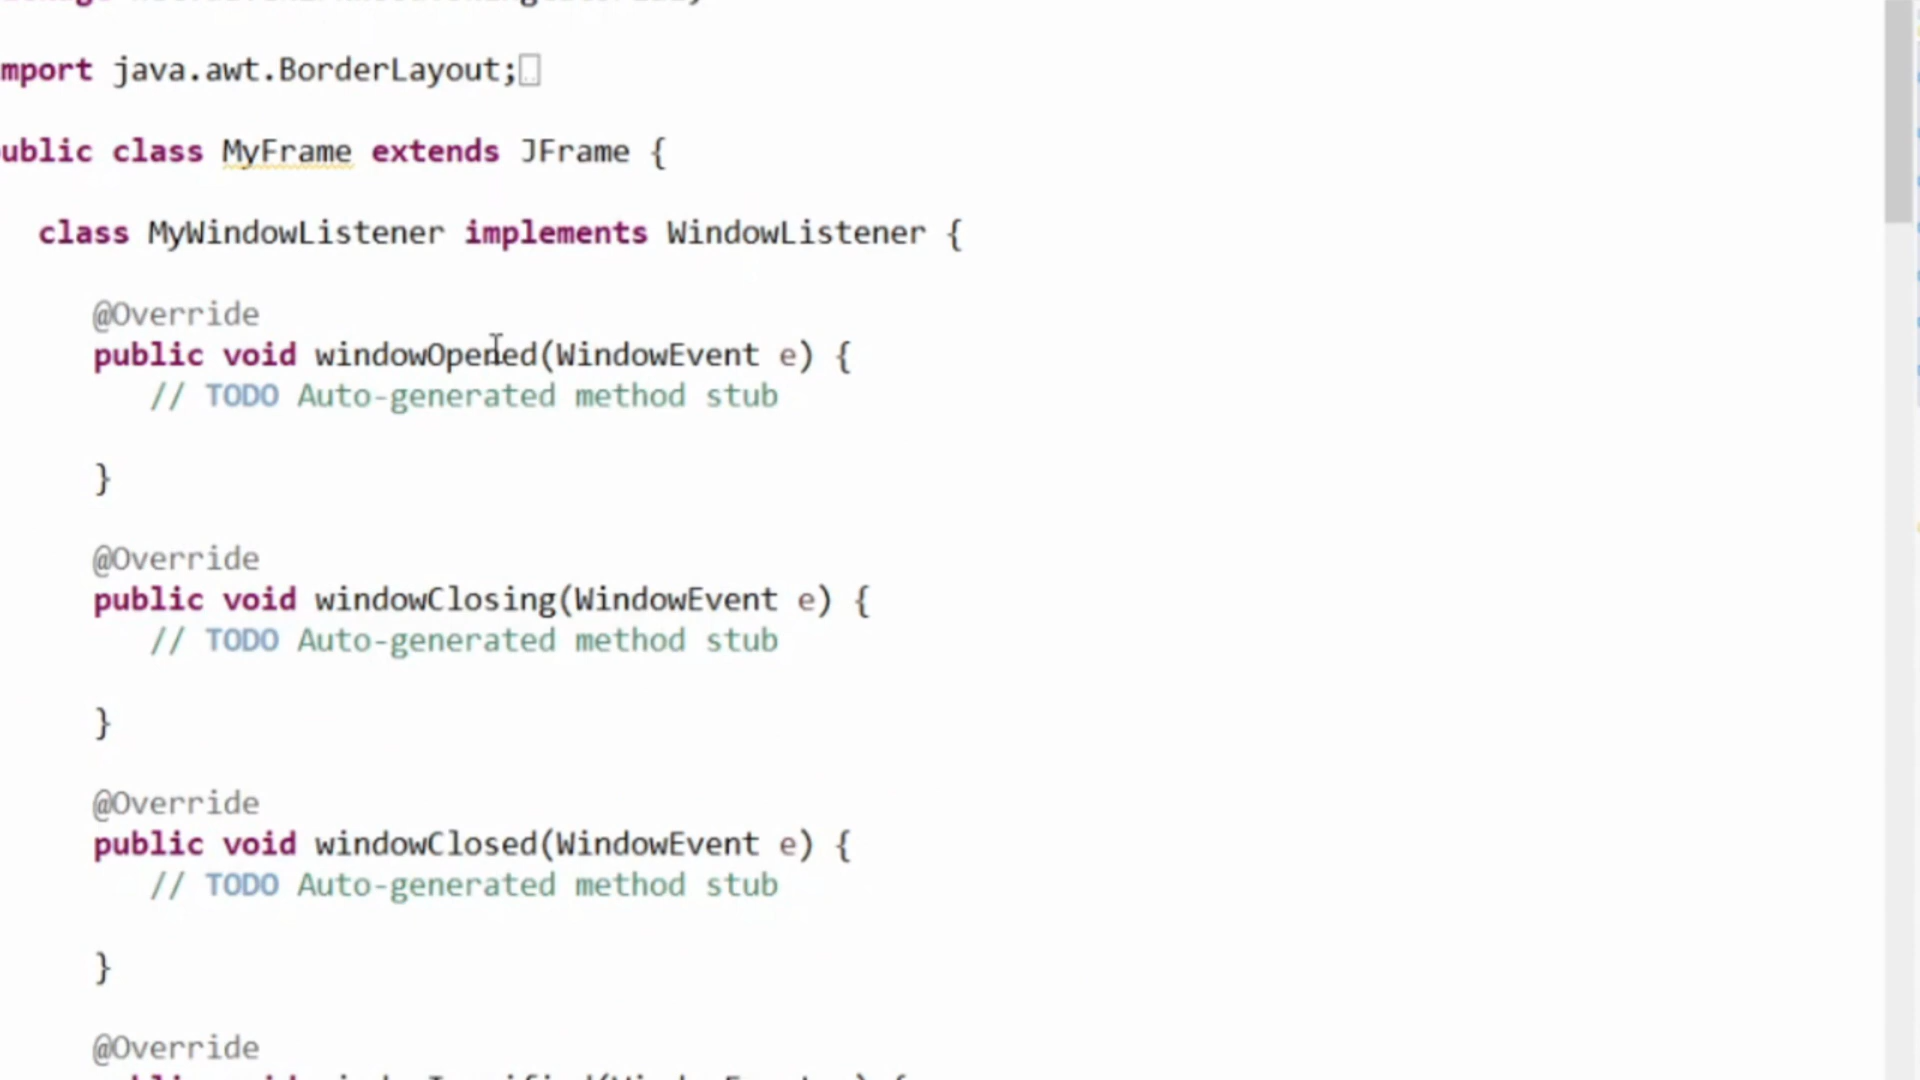 mport java.awt.BorderLayout;
ublic class MyFrame extends JFrame {
class MyWindowListener implements WindowListener {
@Override
public void windowOpened(WindowEvent e) {
// TODO Auto-generated method stub
}
@Override
public void windowClosing(WindowEvent e) {
// TODO Auto-generated method stub
}
@Override
public void windowClosed(WindowEvent e) {
// TODO Auto-generated method stub
}
@Override